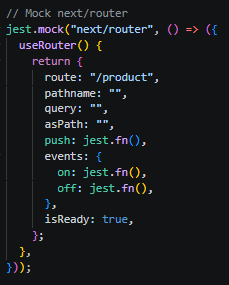 // Mock next/router
jest.mock("next/router", () => ({
  useRouter() {
    return {
      route: "/product",
      pathname: "",
      query: "",
      asPath: "",
      push: jest.fn(),
      events: {
        on: jest.fn(),
        off: jest.fn(),
      },
      isReady: true,
    };
  },
}));